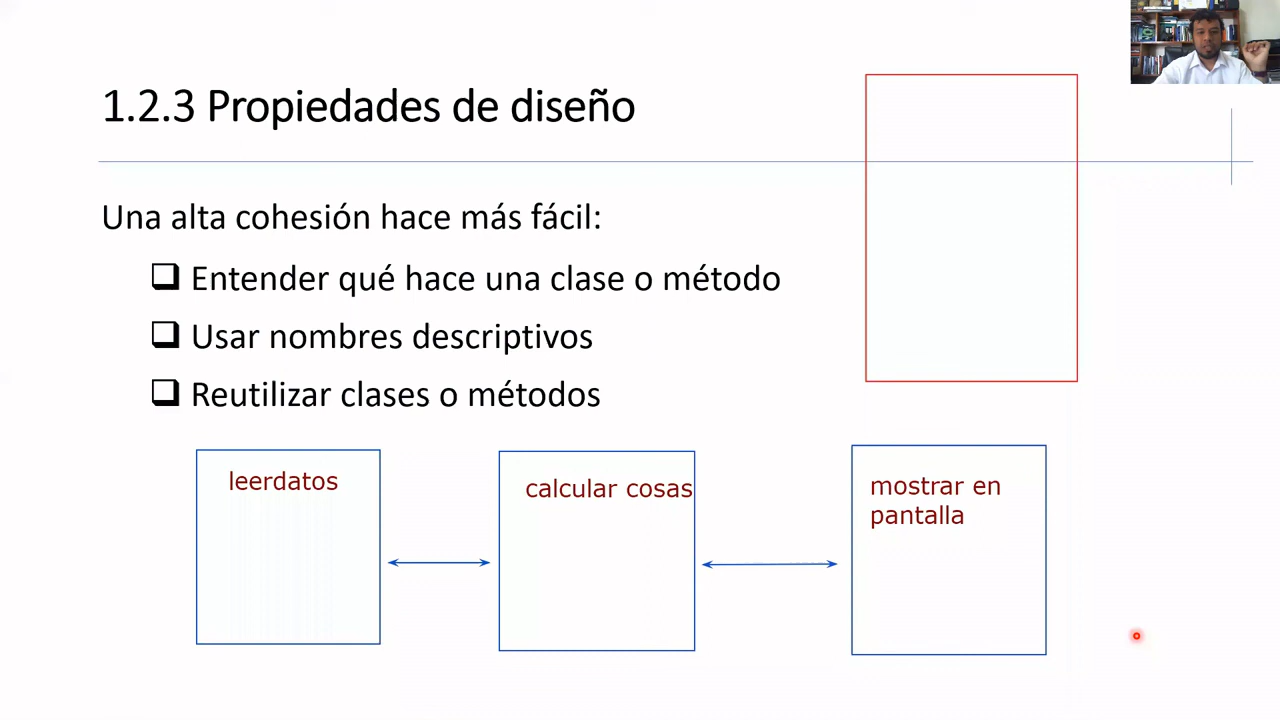 1.2.3 Propiedades de diseño
Una alta cohesión hace más fácil:
Entender qué hace una clase o método
Usar nombres descriptivos
Reutilizar clases o métodos
leerdatos
calcular cosas
mostrar en
pantalla